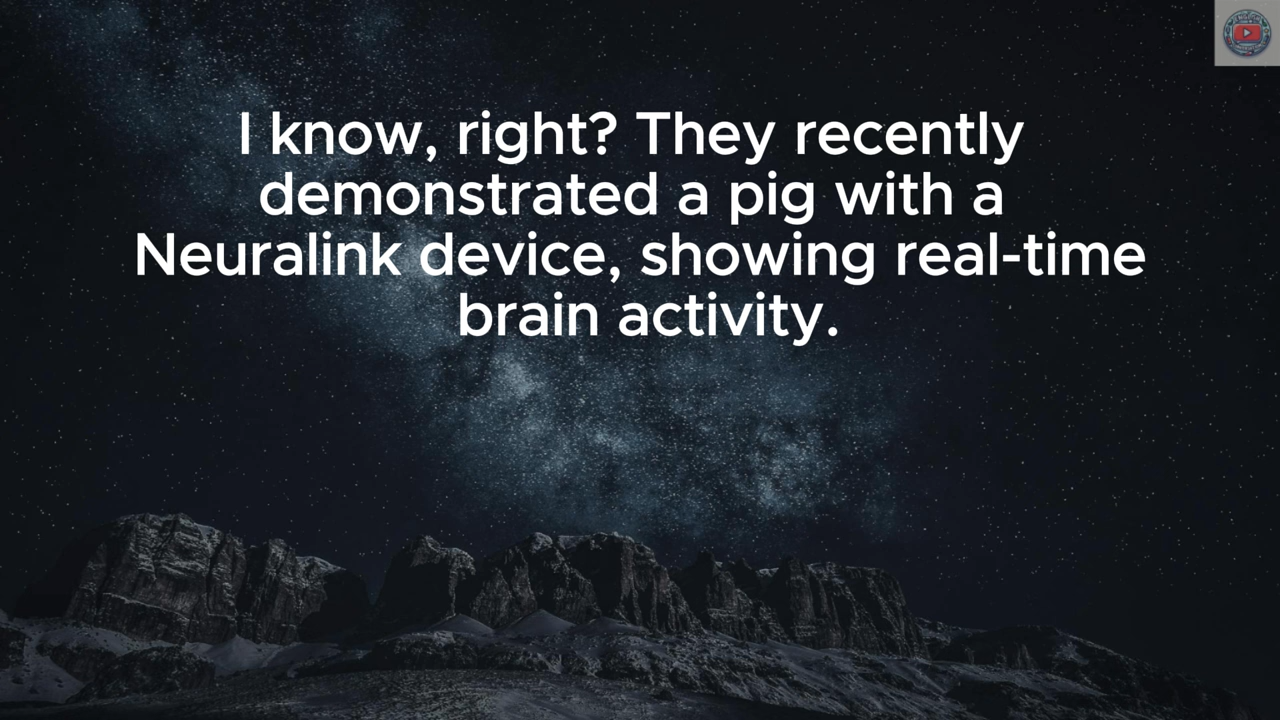 I know, right? They recently
demonstrated a pig with a
Neuralink device, showing real-time
brain activity.